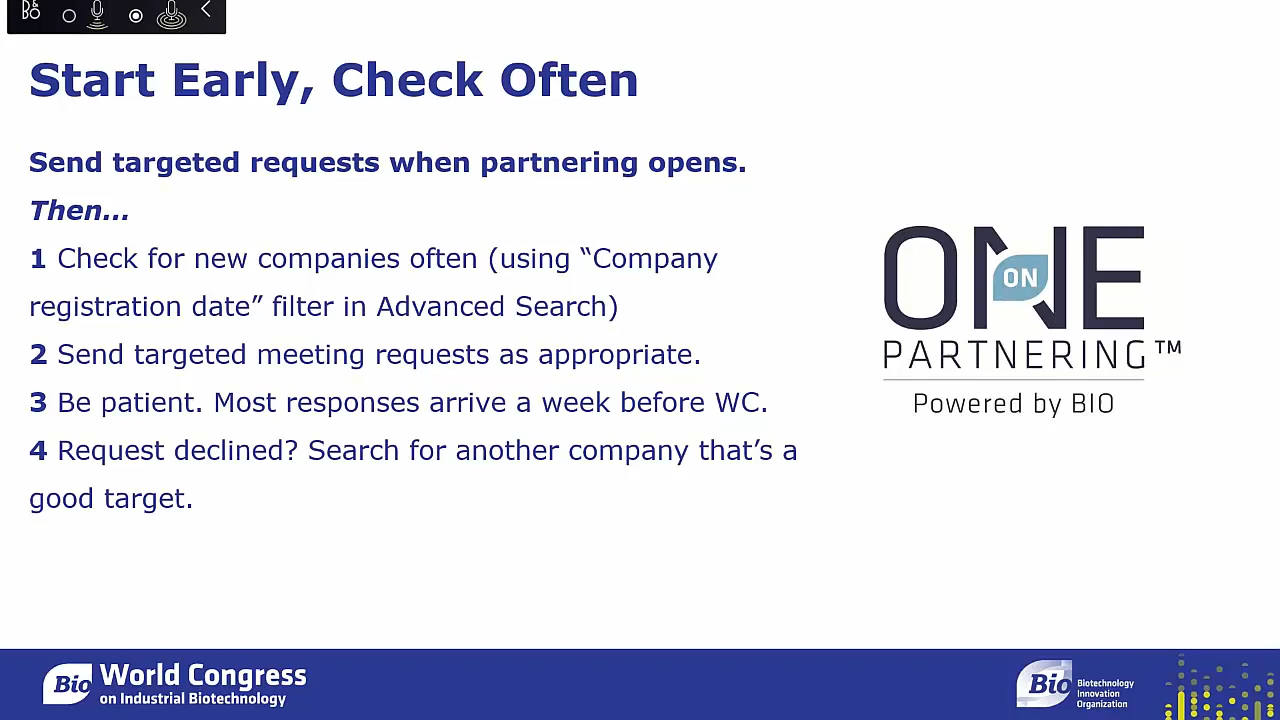 B&O
Start Early, Check Often
Send targeted requests when partnering opens.
Then…
1 Check for new companies often (using “Company
registration date” filter in Advanced Search)
2 Send targeted meeting requests as appropriate.
3 Be patient. Most responses arrive a week before WC.
4 Request declined? Search for another company that’s a
good target.
ONE
ON
PARTNERING™
Powered by BIO
Bio
World Congress
on Industrial Biotechnology
Bio
Biotechnology
Innovation
Organization